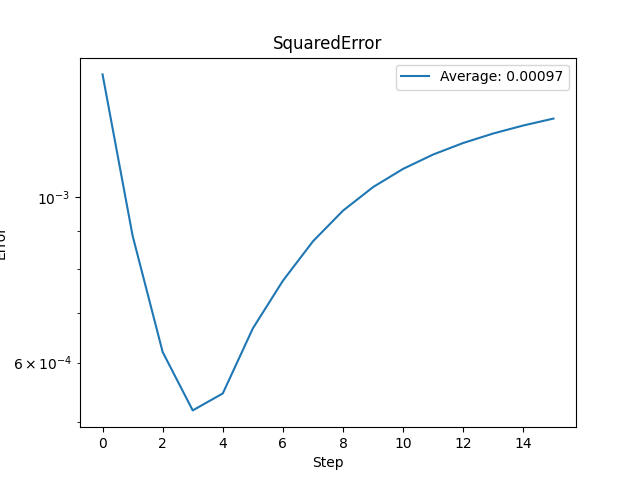 SquaredError
Average: 0.00097
10⁻³
6 × 10⁻⁴
Error
0 2 4 6 8 10 12 14
Step